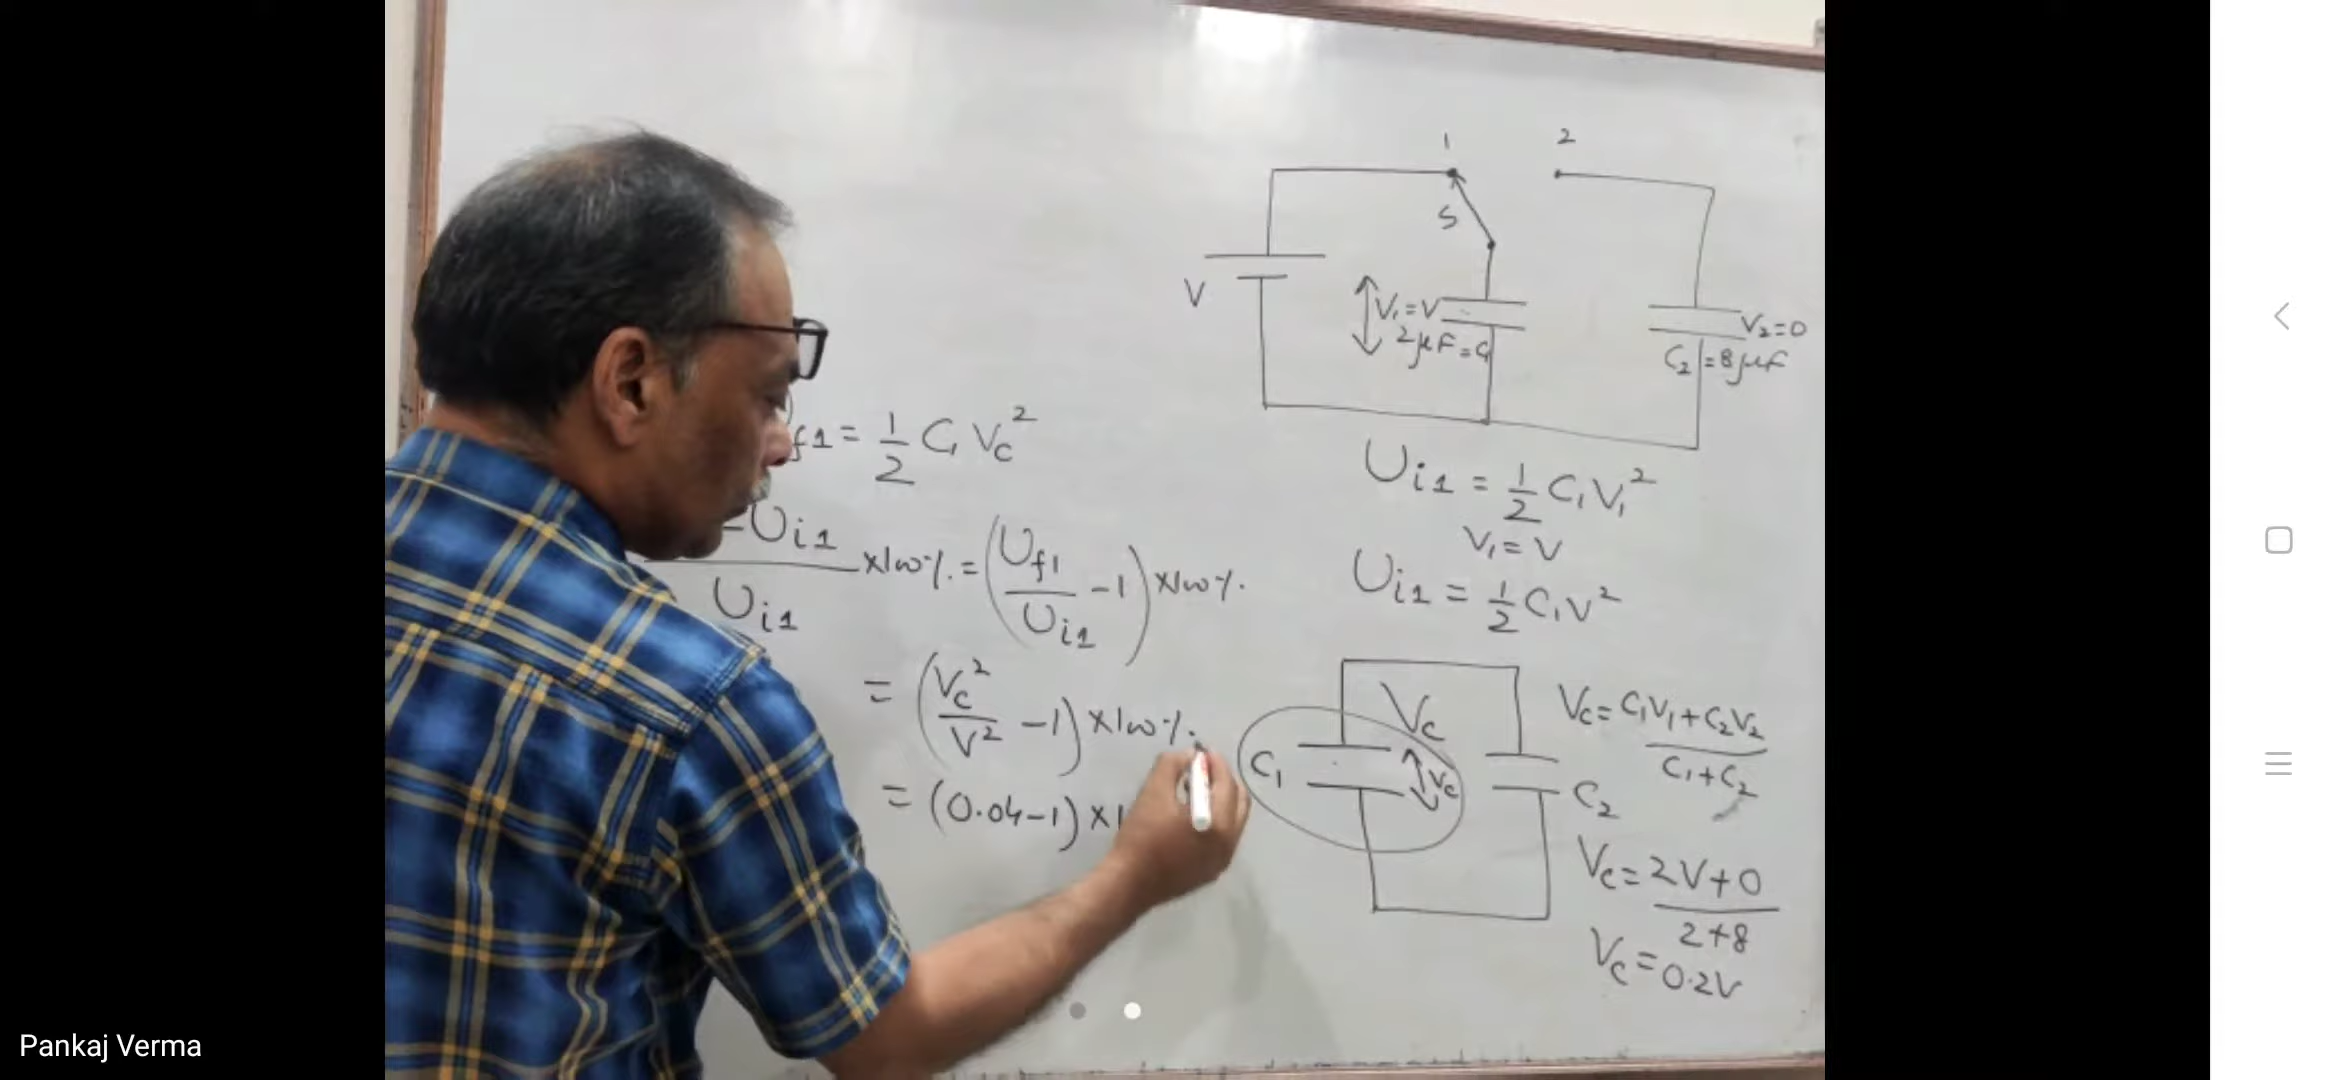 1 2
S
V
V₁=V
2μF=C₁
V₂=0
C₂=8μF
f1 = 1/2 C₁ Vc²
Ui1 = 1/2 C₁V₁²
V₁=V
Ui1 = 1/2 C₁V²
-Ui1/Ui1 ×100%. = (Uf1/Ui1 -1) ×100%.
= (Vc²/V² -1) ×100%.
= (0.04-1) ×1
Vc
C₁
Vc
C₂
Vc= C₁V₁+C₂V₂/C₁+C₂
Vc= 2V+0/2+8
Vc=0.2V
Pankaj Verma